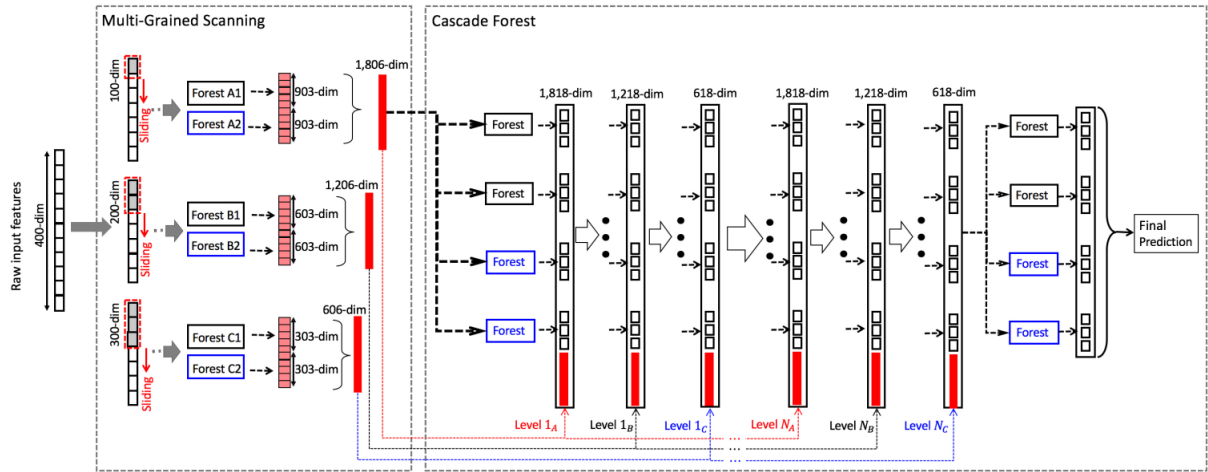 Multi-Grained Scanning
Cascade Forest
Raw input features
400-dim
100-dim
Sliding
Forest A1
Forest A2
903-dim
903-dim
1,806-dim
200-dim
Sliding
Forest B1
Forest B2
603-dim
603-dim
1,206-dim
300-dim
Sliding
Forest C1
Forest C2
303-dim
303-dim
606-dim
Forest
Forest
Forest
Forest
1,818-dim
1,218-dim
618-dim
1,818-dim
1,218-dim
618-dim
...
...
...
Level 1A
Level 1B
Level 1C
Level NA
Level NB
Level NC
Forest
Forest
Forest
Forest
Final
Prediction